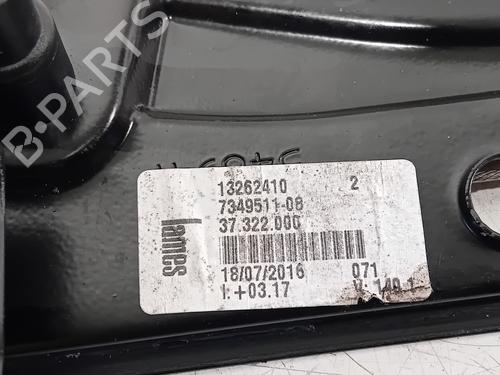 B-PARTS
13262410 2
7349511-08
37.322.000
lames
18/07/2016 071
I:+03.17